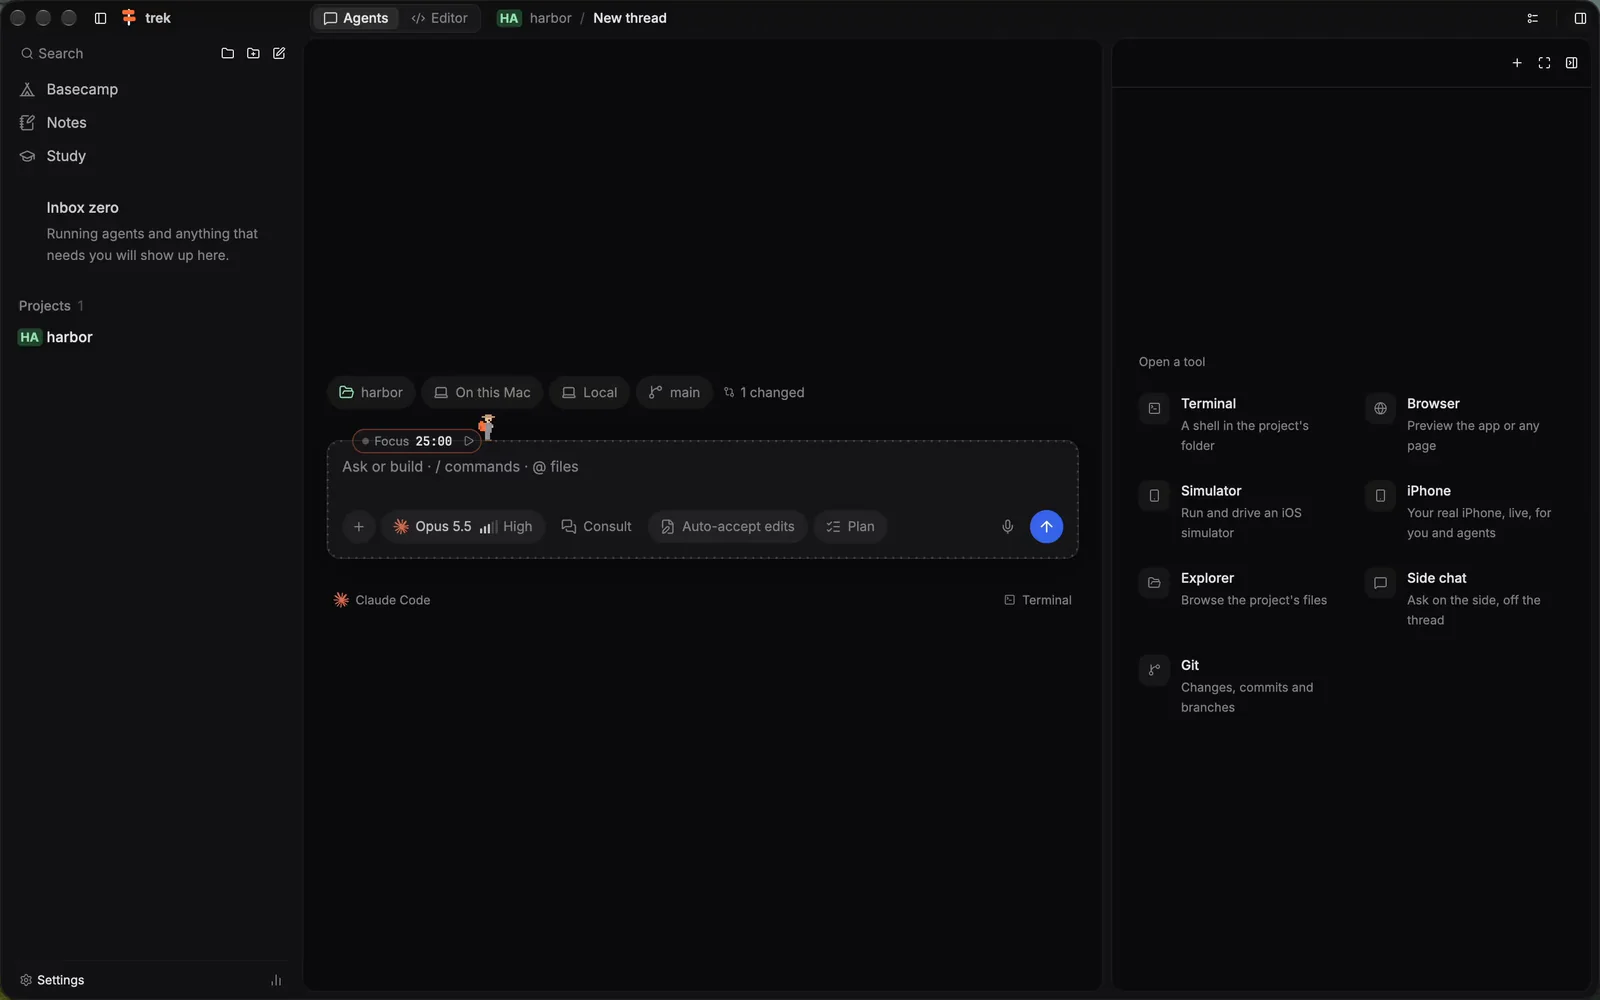 trek
Agents
Editor
HA harbor / New thread
Search
Basecamp
Notes
Study
Inbox zero
Running agents and anything that
needs you will show up here.
Projects 1
HA harbor
Settings
harbor
On this Mac
Local
main
1 changed
Focus 25:00
Ask or build · / commands · @ files
Opus 5.5 High
Consult
Auto-accept edits
Plan
Claude Code
Terminal
Open a tool
Terminal
A shell in the project's
folder
Browser
Preview the app or any
page
Simulator
Run and drive an iOS
simulator
iPhone
Your real iPhone, live, for
you and agents
Explorer
Browse the project's files
Side chat
Ask on the side, off the
thread
Git
Changes, commits and
branches